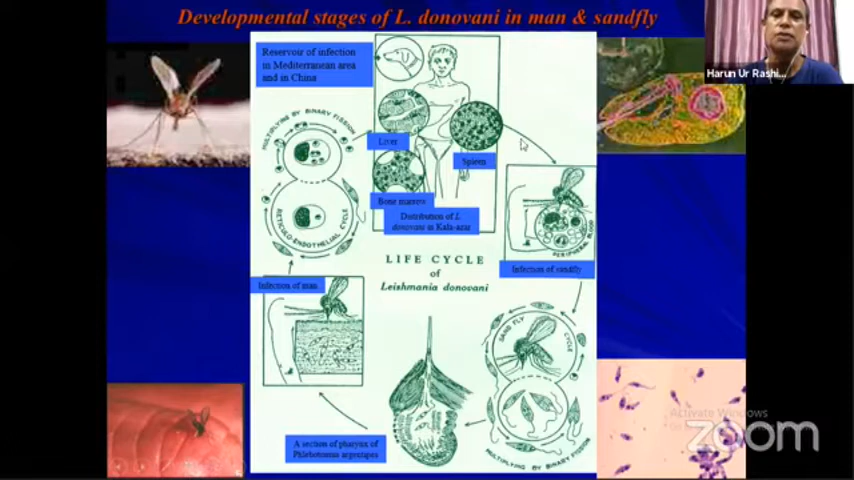 Developmental stages of L. donovani in man & sandfly
Harun Ur Rashi...
Reservoir of infection
in Mediterranean area
and in China
MULTIPLYING BY BINARY FISSION
Liver
Spleen
Bone marrow
Distribution of L.
donovani in Kala-azar
RETICULO-ENDOTHELIAL CYCLE
PERIPHERAL BLOOD
LIFE CYCLE
of
Leishmania donovani
Infection of sandfly
Infection of man
SAND FLY CYCLE
A section of pharynx of
Phlebotomus argentapes
MULTIPLYING BY BINARY FISSION
Activate Windows
zoom